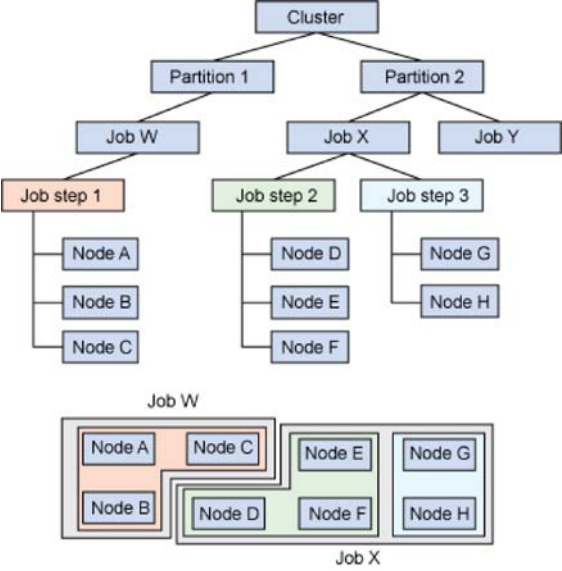 Cluster
Partition 1
Partition 2
Job W
Job X
Job Y
Job step 1
Job step 2
Job step 3
Node A
Node D
Node G
Node B
Node E
Node H
Node C
Node F
Job W
Node A
Node C
Node E
Node G
Node B
Node D
Node F
Node H
Job X